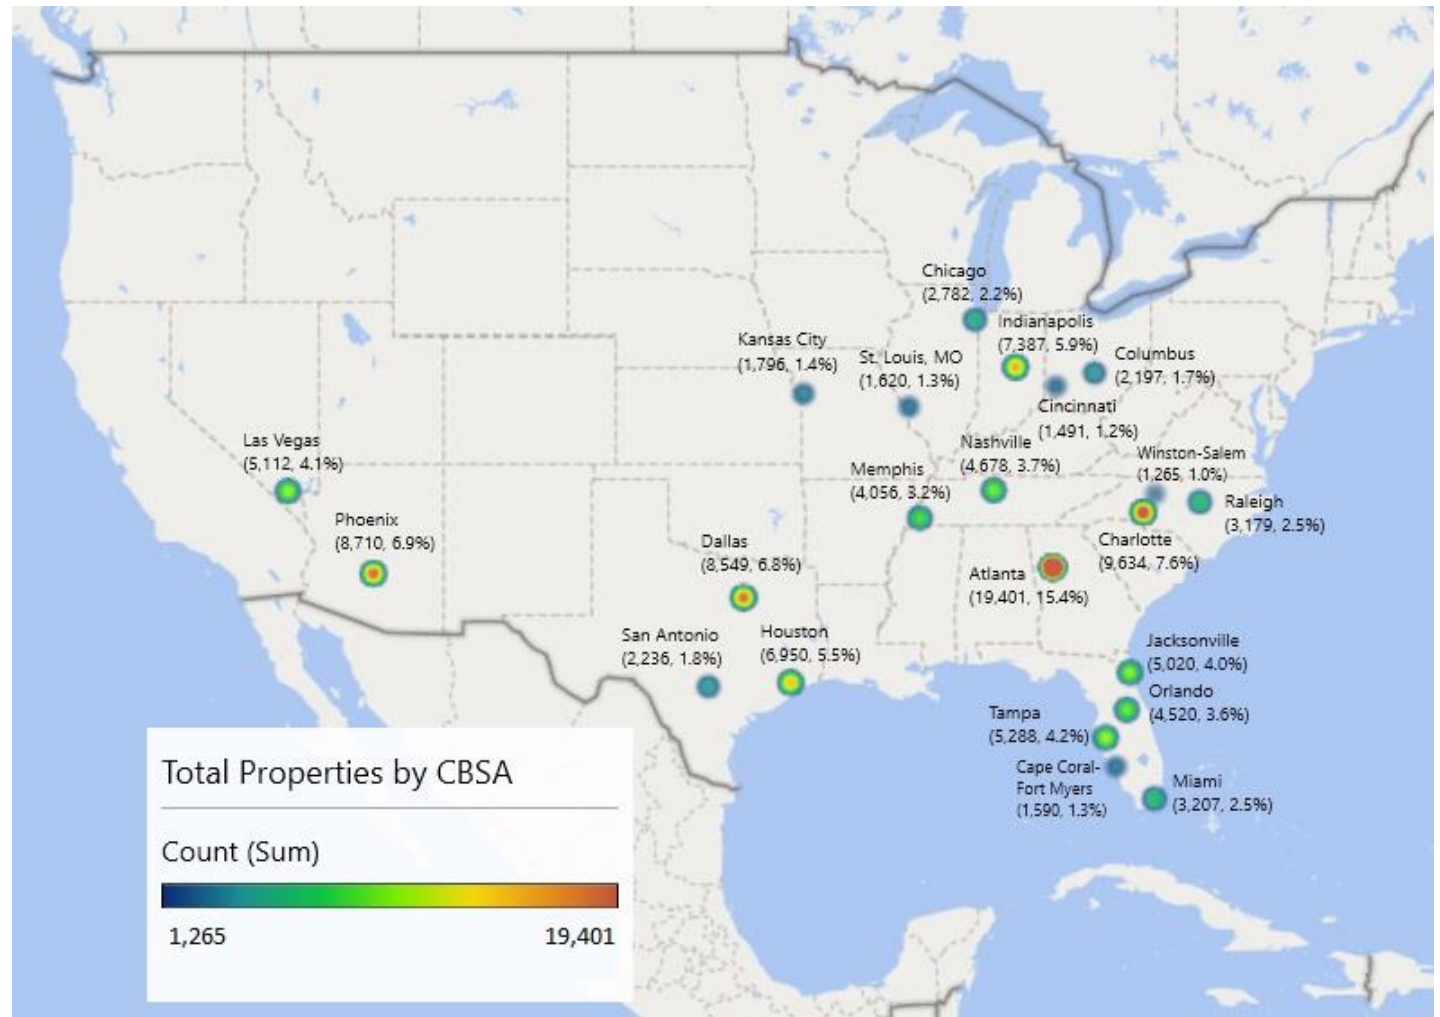 Chicago
(2,782, 2.2%)
Indianapolis
(7,387, 5.9%)
Kansas City
(1,796, 1.4%)
St. Louis, MO
(1,620, 1.3%)
Columbus
(2,197, 1.7%)
Cincinnati
(1,491, 1.2%)
Las Vegas
(5,112, 4.1%)
Nashville
(4,678, 3.7%)
Winston-Salem
(1,265, 1.0%)
Memphis
(4,056, 3.2%)
Raleigh
(3,179, 2.5%)
Phoenix
(8,710, 6.9%)
Dallas
(8,549, 6.8%)
Charlotte
(9,634, 7.6%)
Atlanta
(19,401, 15.4%)
San Antonio
(2,236, 1.8%)
Houston
(6,950, 5.5%)
Jacksonville
(5,020, 4.0%)
Orlando
(4,520, 3.6%)
Tampa
(5,288, 4.2%)
Cape Coral-
Fort Myers
(1,590, 1.3%)
Miami
(3,207, 2.5%)
Total Properties by CBSA
Count (Sum)
1,265
19,401